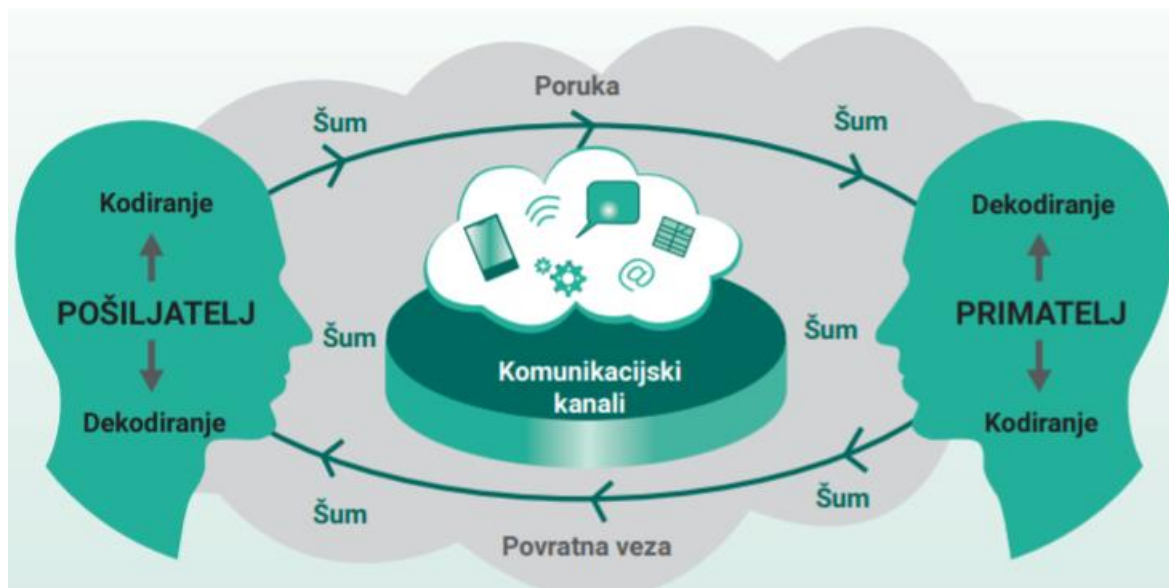 Poruka
Šum
Šum
Kodiranje
Dekodiranje
POŠILJATELJ
PRIMATELJ
Šum
Šum
Komunikacijski
kanali
Dekodiranje
Kodiranje
Šum
Šum
Povratna veza
@